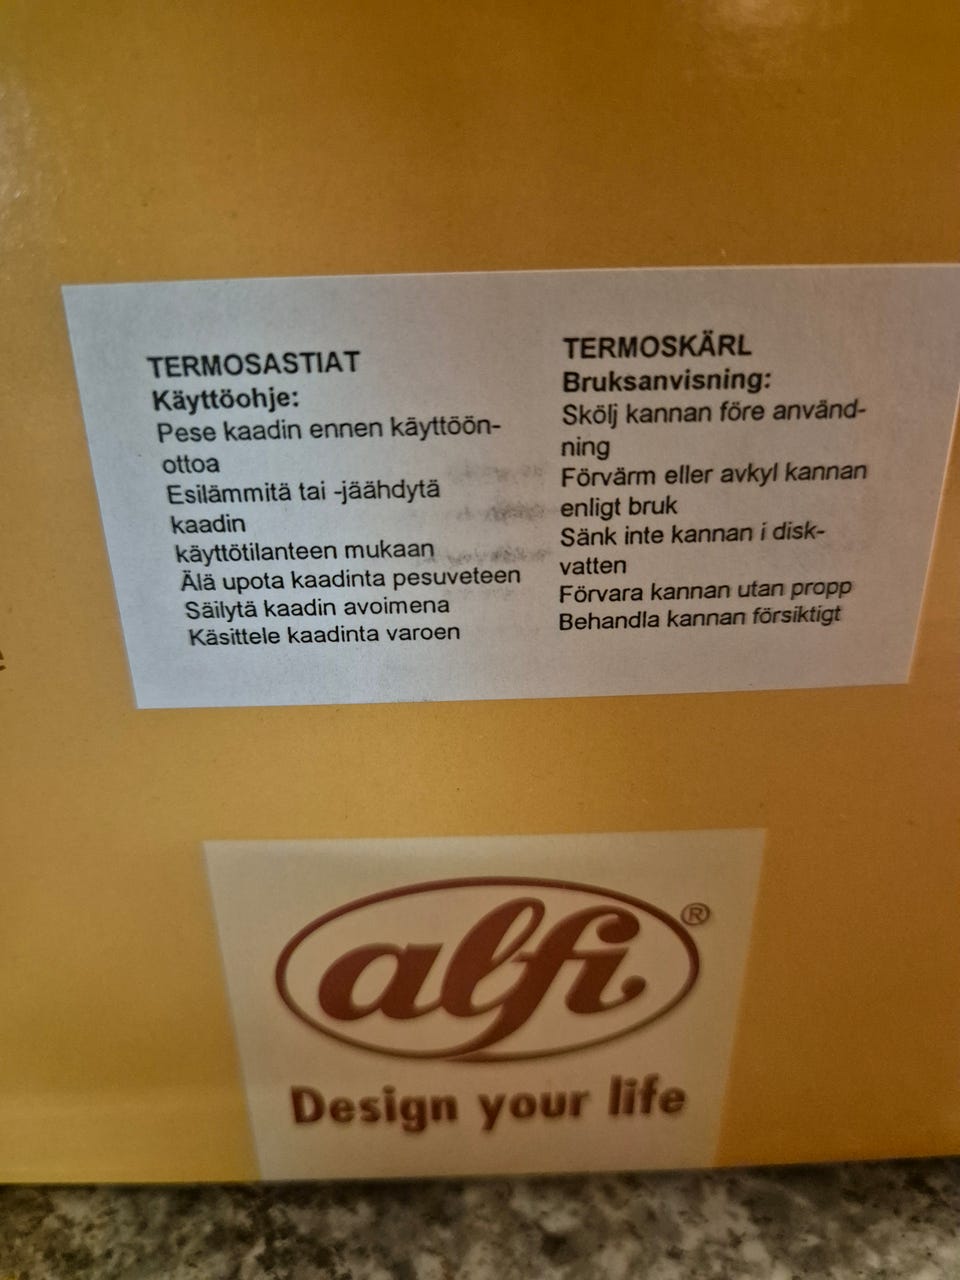 TERMOSASTIAT
Käyttöohje:
Pese kaadin ennen käyttöön-
ottoa
Esilämmitä tai -jäähdytä
kaadin
käyttötilanteen mukaan
Älä upota kaadinta pesuveteen
Säilytä kaadin avoimena
Käsittele kaadinta varoen
TERMOSKÄRL
Bruksanvisning:
Skölj kannan före använd-
ning
Förvärm eller avkyl kannan
enligt bruk
Sänk inte kannan i disk-
vatten
Förvara kannan utan propp
Behandla kannan försiktigt
alfi®
Design your life